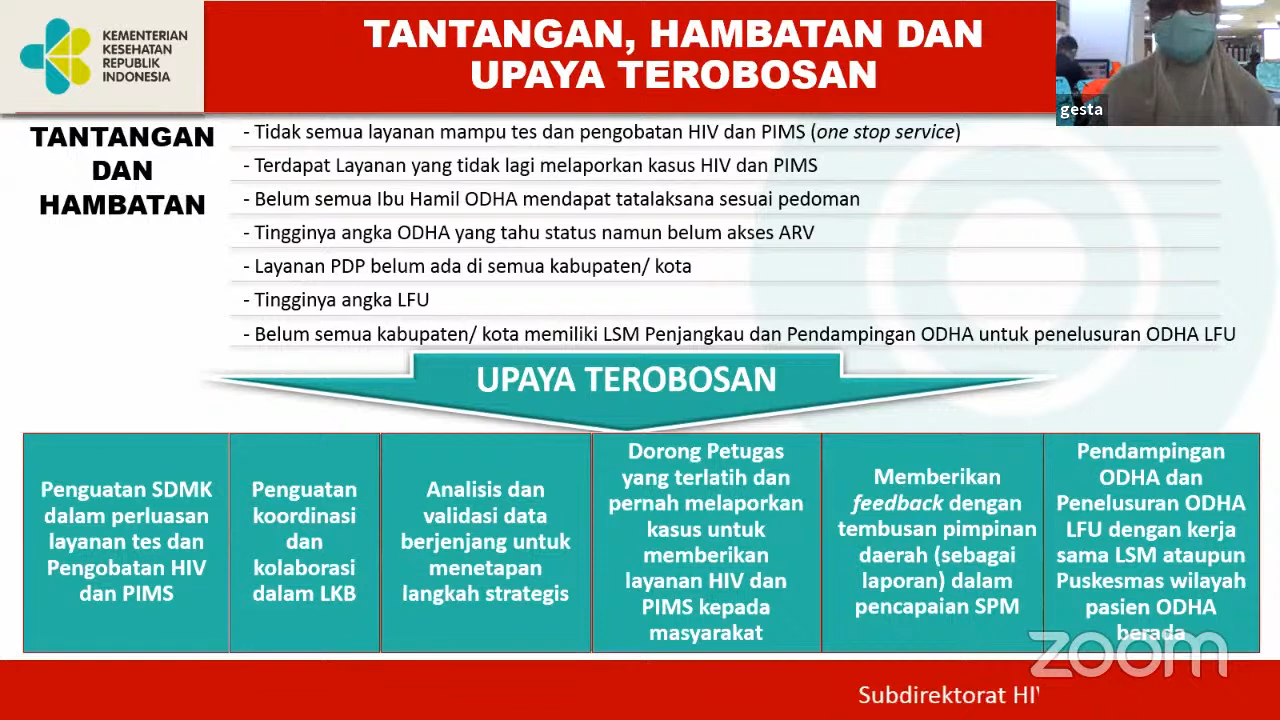 KEMENTERIAN
KESEHATAN
REPUBLIK
INDONESIA
TANTANGAN, HAMBATAN DAN
UPAYA TEROBOSAN
gesta
TANTANGAN
DAN
HAMBATAN
- Tidak semua layanan mampu tes dan pengobatan HIV dan PIMS (one stop service)
- Terdapat Layanan yang tidak lagi melaporkan kasus HIV dan PIMS
- Belum semua Ibu Hamil ODHA mendapat tatalaksana sesuai pedoman
- Tingginya angka ODHA yang tahu status namun belum akses ARV
- Layanan PDP belum ada di semua kabupaten/ kota
- Tingginya angka LFU
- Belum semua kabupaten/ kota memiliki LSM Penjangkau dan Pendampingan ODHA untuk penelusuran ODHA LFU
UPAYA TEROBOSAN
Penguatan SDMK
dalam perluasan
layanan tes dan
Pengobatan HIV
dan PIMS
Penguatan
koordinasi
dan
kolaborasi
dalam LKB
Analisis dan
validasi data
berjenjang untuk
menetapan
langkah strategis
Dorong Petugas
yang terlatih dan
pernah melaporkan
kasus untuk
memberikan
layanan HIV dan
PIMS kepada
masyarakat
Memberikan
feedback dengan
tembusan pimpinan
daerah (sebagai
laporan) dalam
pencapaian SPM
Pendampingan
ODHA dan
Penelusuran ODHA
LFU dengan kerja
sama LSM ataupun
Puskesmas wilayah
pasien ODHA
berada
zoom
Subdirektorat HIV